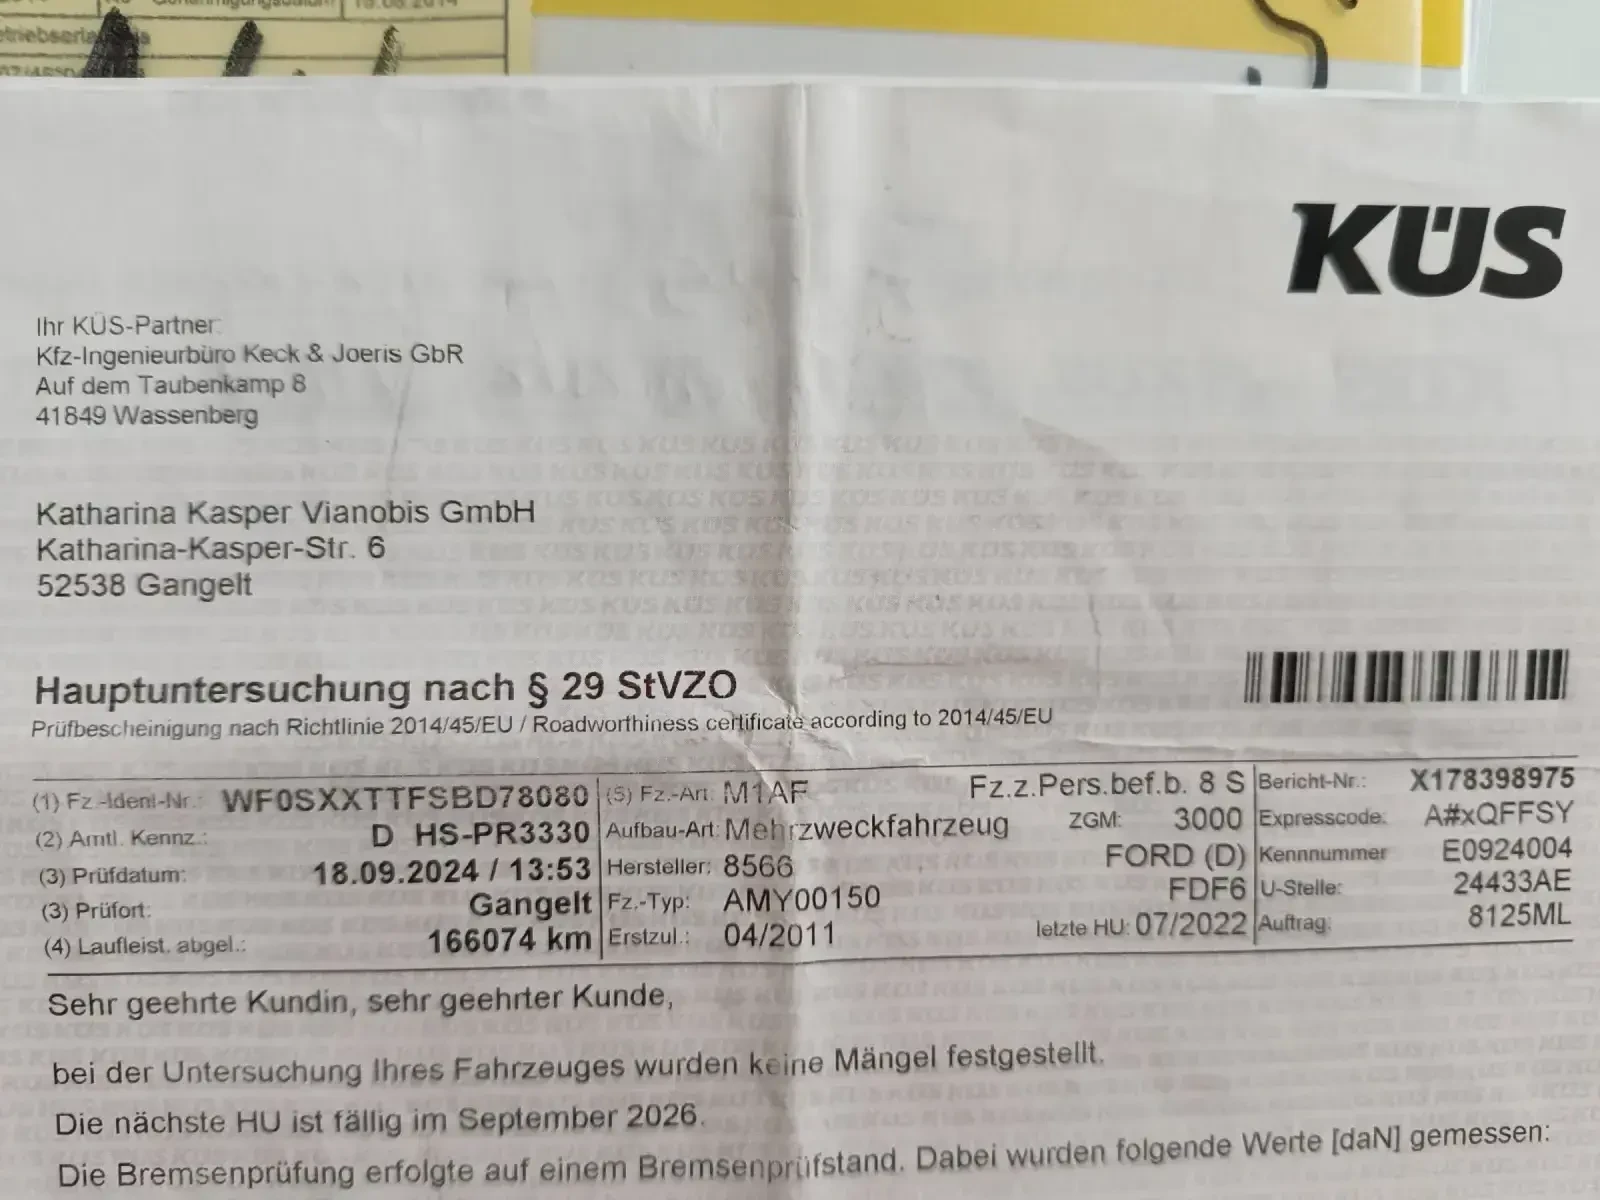 Genehmigungsdatum 19.08.2014
KÜS
Ihr KÜS-Partner:
Kfz-Ingenieurbüro Keck & Joeris GbR
Auf dem Taubenkamp 8
41849 Wassenberg
Katharina Kasper Vianobis GmbH
Katharina-Kasper-Str. 6
52538 Gangelt
Hauptuntersuchung nach § 29 StVZO
Prüfbescheinigung nach Richtlinie 2014/45/EU / Roadworthiness certificate according to 2014/45/EU
(1) Fz.-Ident-Nr.: WF0SXXTTFSBD78080 (5) Fz.-Art: M1AF Fz.z.Pers.bef.b. 8 S Bericht-Nr.: X178398975
(2) Amtl. Kennz.: D HS-PR3330 Aufbau-Art: Mehrzweckfahrzeug ZGM: 3000 Expresscode: A#xQFFSY
(3) Prüfdatum: 18.09.2024 / 13:53 Hersteller: 8566 FORD (D) Kennnummer E0924004
(3) Prüfort: Gangelt Fz.-Typ: AMY00150 FDF6 U-Stelle: 24433AE
(4) Laufleist. abgel.: 166074 km Erstzul.: 04/2011 letzte HU: 07/2022 Auftrag: 8125ML
Sehr geehrte Kundin, sehr geehrter Kunde,
bei der Untersuchung Ihres Fahrzeuges wurden keine Mängel festgestellt.
Die nächste HU ist fällig im September 2026.
Die Bremsenprüfung erfolgte auf einem Bremsenprüfstand. Dabei wurden folgende Werte [daN] gemessen: